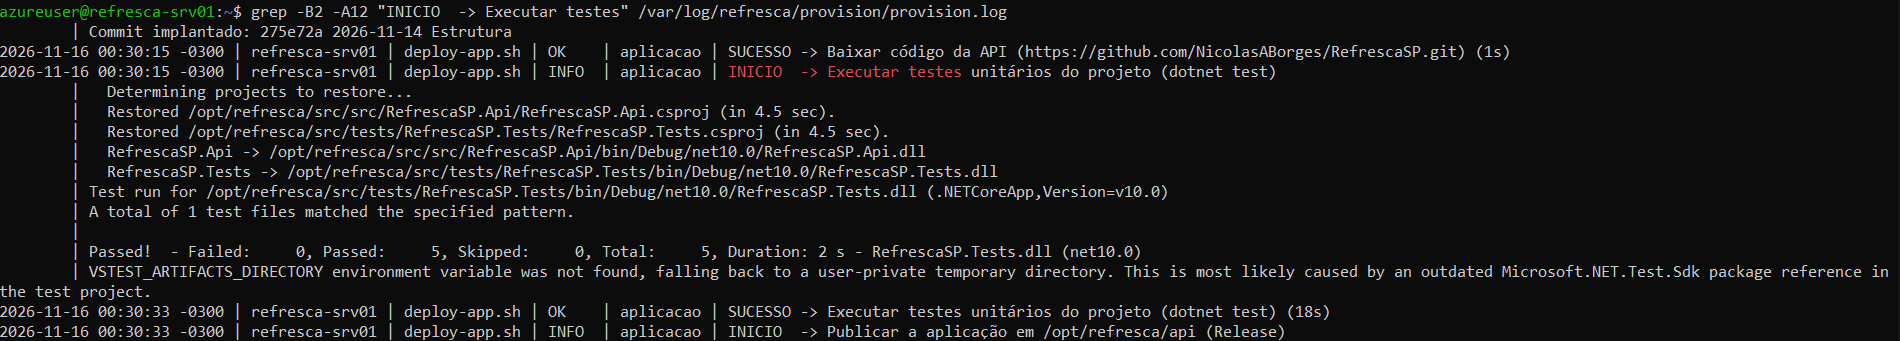 azureuser@refresca-srv01:~$ grep -B2 -A12 "INICIO  -> Executar testes" /var/log/refresca/provision/provision.log
        | Commit implantado: 275e72a 2026-11-14 Estrutura
2026-11-16 00:30:15 -0300 | refresca-srv01 | deploy-app.sh | OK    | aplicacao | SUCESSO -> Baixar código da API (https://github.com/NicolasABorges/RefrescaSP.git) (1s)
2026-11-16 00:30:15 -0300 | refresca-srv01 | deploy-app.sh | INFO  | aplicacao | INICIO  -> Executar testes unitários do projeto (dotnet test)
        |   Determining projects to restore...
        |   Restored /opt/refresca/src/src/RefrescaSP.Api/RefrescaSP.Api.csproj (in 4.5 sec).
        |   Restored /opt/refresca/src/tests/RefrescaSP.Tests/RefrescaSP.Tests.csproj (in 4.5 sec).
        |   RefrescaSP.Api -> /opt/refresca/src/src/RefrescaSP.Api/bin/Debug/net10.0/RefrescaSP.Api.dll
        |   RefrescaSP.Tests -> /opt/refresca/src/tests/RefrescaSP.Tests/bin/Debug/net10.0/RefrescaSP.Tests.dll
        | Test run for /opt/refresca/src/tests/RefrescaSP.Tests/bin/Debug/net10.0/RefrescaSP.Tests.dll (.NETCoreApp,Version=v10.0)
        | A total of 1 test files matched the specified pattern.
        |
        | Passed!  - Failed:     0, Passed:     5, Skipped:     0, Total:     5, Duration: 2 s - RefrescaSP.Tests.dll (net10.0)
        | VSTEST_ARTIFACTS_DIRECTORY environment variable was not found, falling back to a user-private temporary directory. This is most likely caused by an outdated Microsoft.NET.Test.Sdk package reference in
the test project.
2026-11-16 00:30:33 -0300 | refresca-srv01 | deploy-app.sh | OK    | aplicacao | SUCESSO -> Executar testes unitários do projeto (dotnet test) (18s)
2026-11-16 00:30:33 -0300 | refresca-srv01 | deploy-app.sh | INFO  | aplicacao | INICIO  -> Publicar a aplicação em /opt/refresca/api (Release)